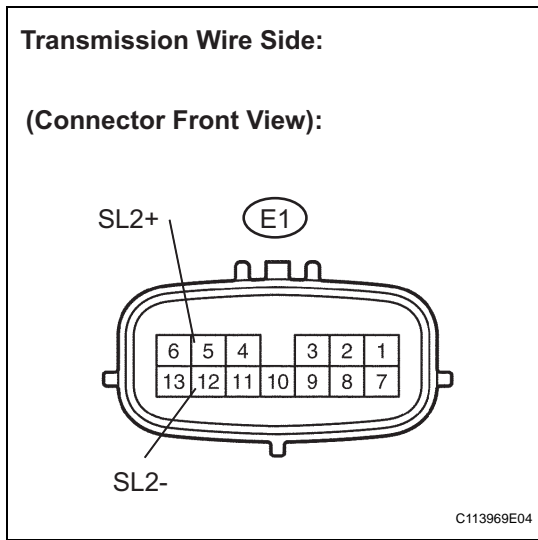 Transmission Wire Side:
(Connector Front View):
SL2+
E1
6 5 4 3 2 1
13 12 11 10 9 8 7
SL2-
C113969E04